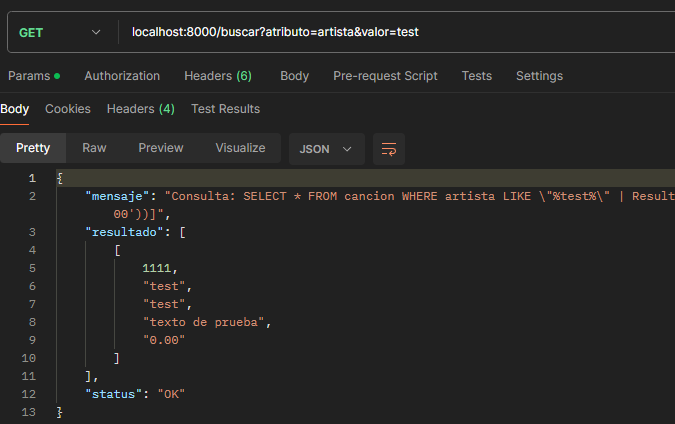 GET localhost:8000/buscar?atributo=artista&valor=test
Params Authorization Headers (6) Body Pre-request Script Tests Settings
Body Cookies Headers (4) Test Results
Pretty Raw Preview Visualize JSON
1 {
2 "mensaje": "Consulta: SELECT * FROM cancion WHERE artista LIKE \"%test%\" | Result
00'))]",
3 "resultado": [
4 [
5 1111,
6 "test",
7 "test",
8 "texto de prueba",
9 "0.00"
10 ]
11 ],
12 "status": "OK"
13 }